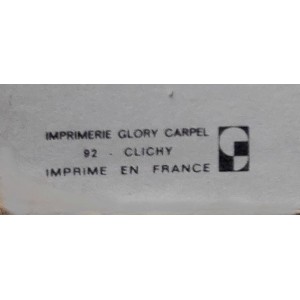 IMPRIMERIE GLORY CARPEL
92 - CLICHY
IMPRIME EN FRANCE